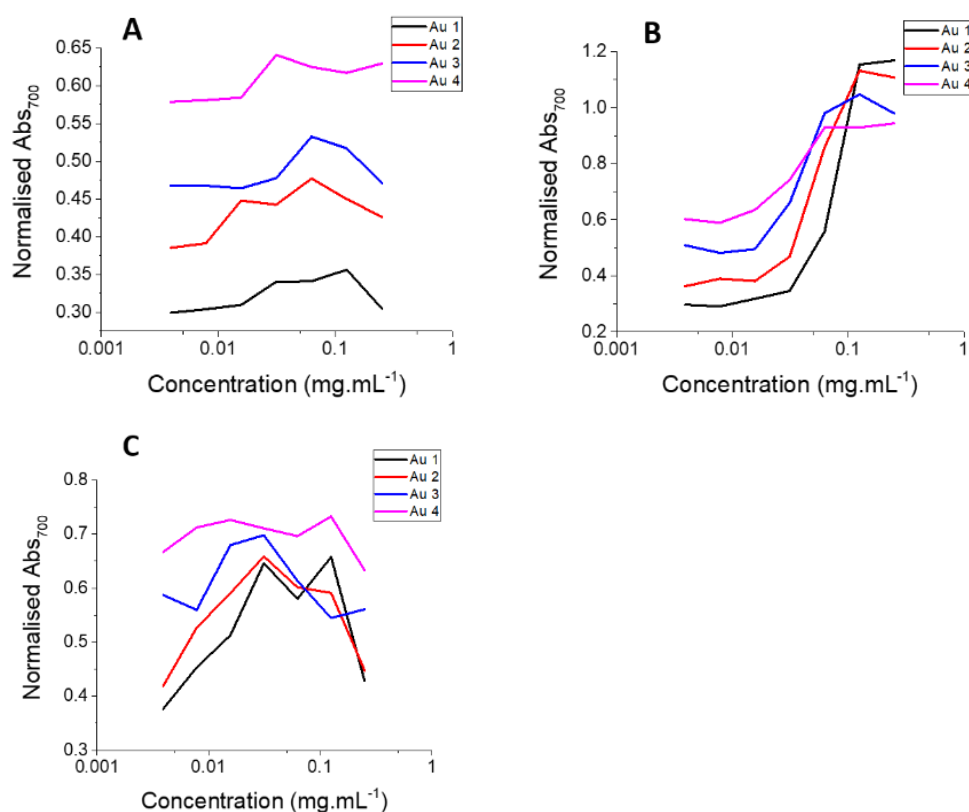 A
Au 1
Au 2
Au 3
Au 4
0.65
0.60
0.55
0.50
0.45
0.40
0.35
0.30
Normalised Abs700
0.001
0.01
0.1
1
Concentration (mg.mL-1)
B
Au 1
Au 2
Au 3
Au 4
1.2
1.0
0.8
0.6
0.4
0.2
Normalised Abs700
0.001
0.01
0.1
1
Concentration (mg.mL-1)
C
Au 1
Au 2
Au 3
Au 4
0.8
0.7
0.6
0.5
0.4
0.3
Normalised Abs700
0.001
0.01
0.1
1
Concentration (mg.mL-1)